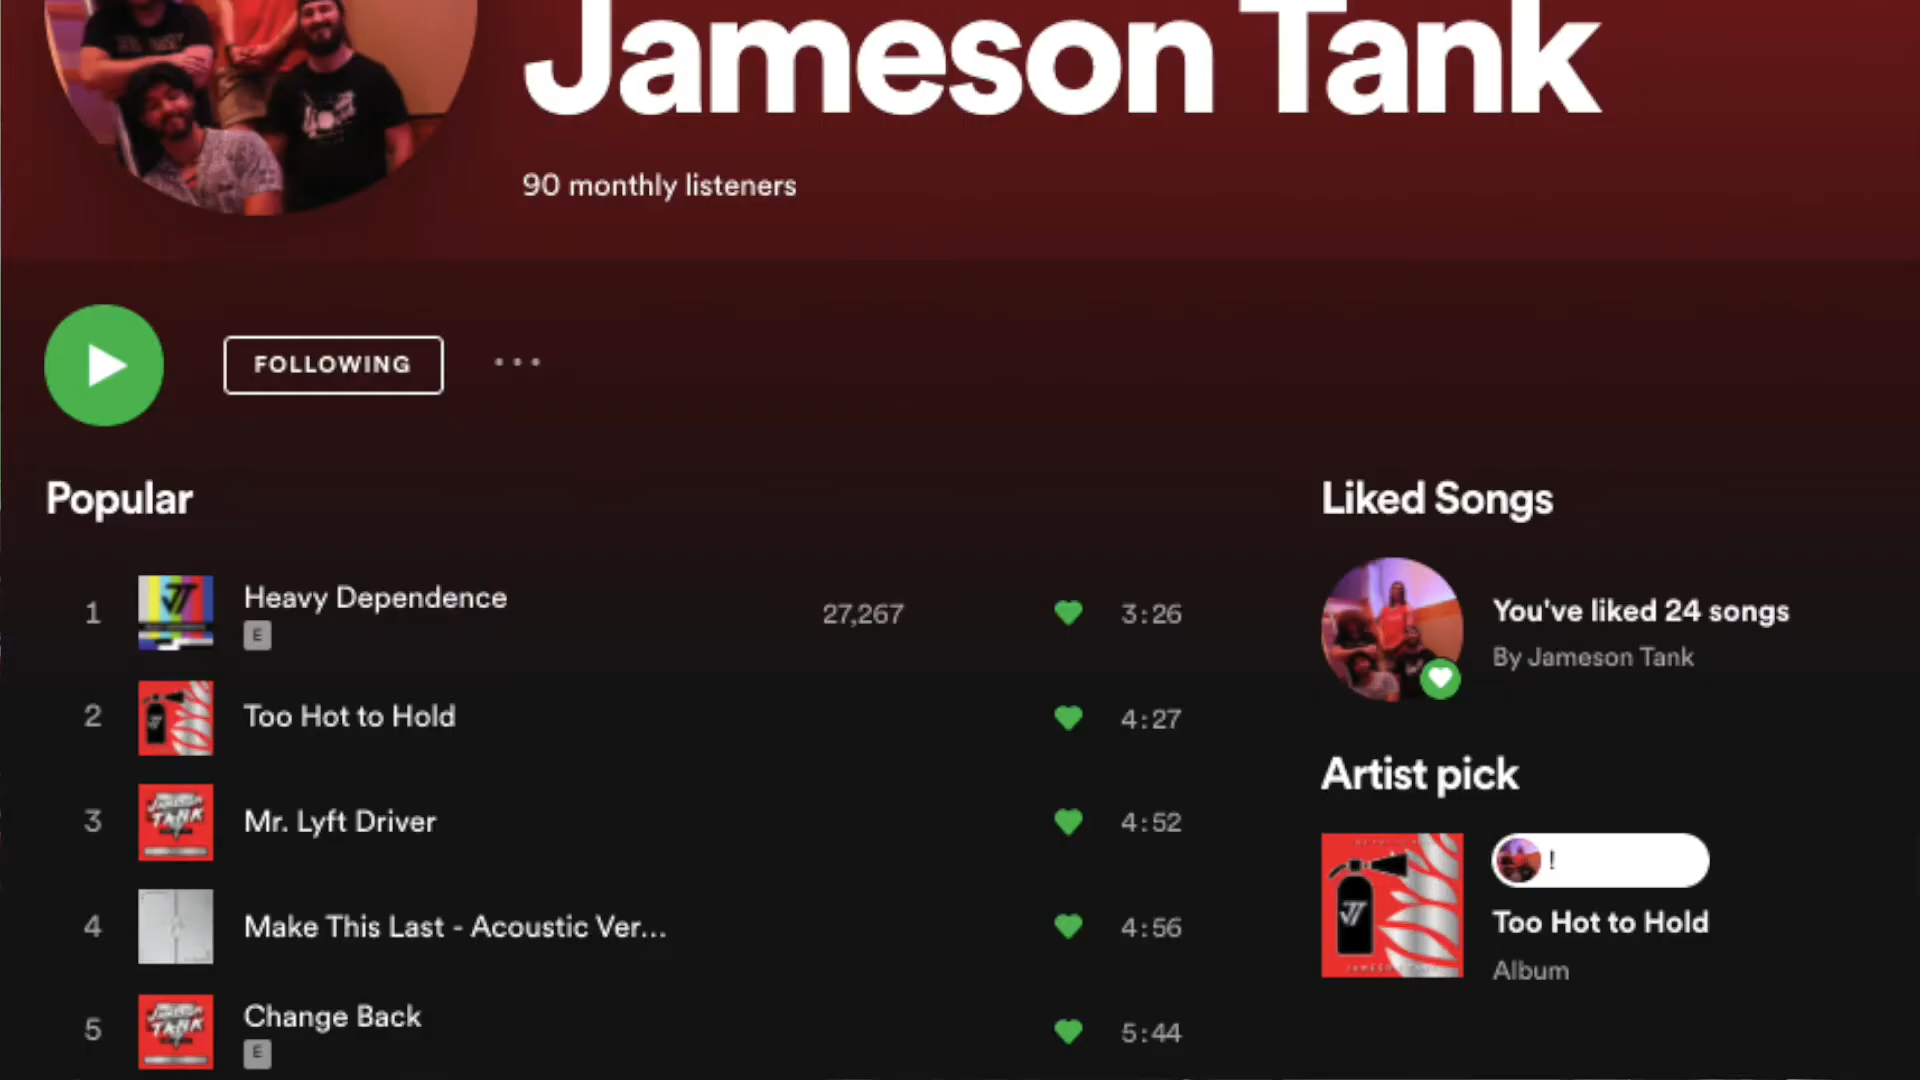 Jameson Tank
90 monthly listeners
FOLLOWING
Popular
Liked Songs
1
Heavy Dependence
E
27,267
3:26
2
Too Hot to Hold
4:27
3
Mr. Lyft Driver
4:52
4
Make This Last - Acoustic Ver...
4:56
5
Change Back
E
5:44
You've liked 24 songs
By Jameson Tank
Artist pick
!
Too Hot to Hold
Album
JAMESON TANK
JT